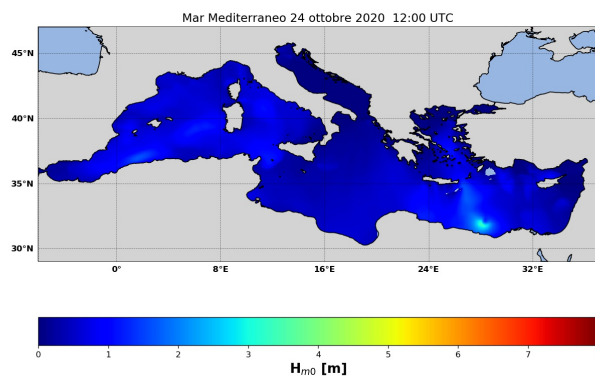 Mar Mediterraneo 24 ottobre 2020  12:00 UTC
45°N
40°N
35°N
30°N
0° 8°E 16°E 24°E 32°E
0 1 2 3 4 5 6 7
H_{m0} [m]